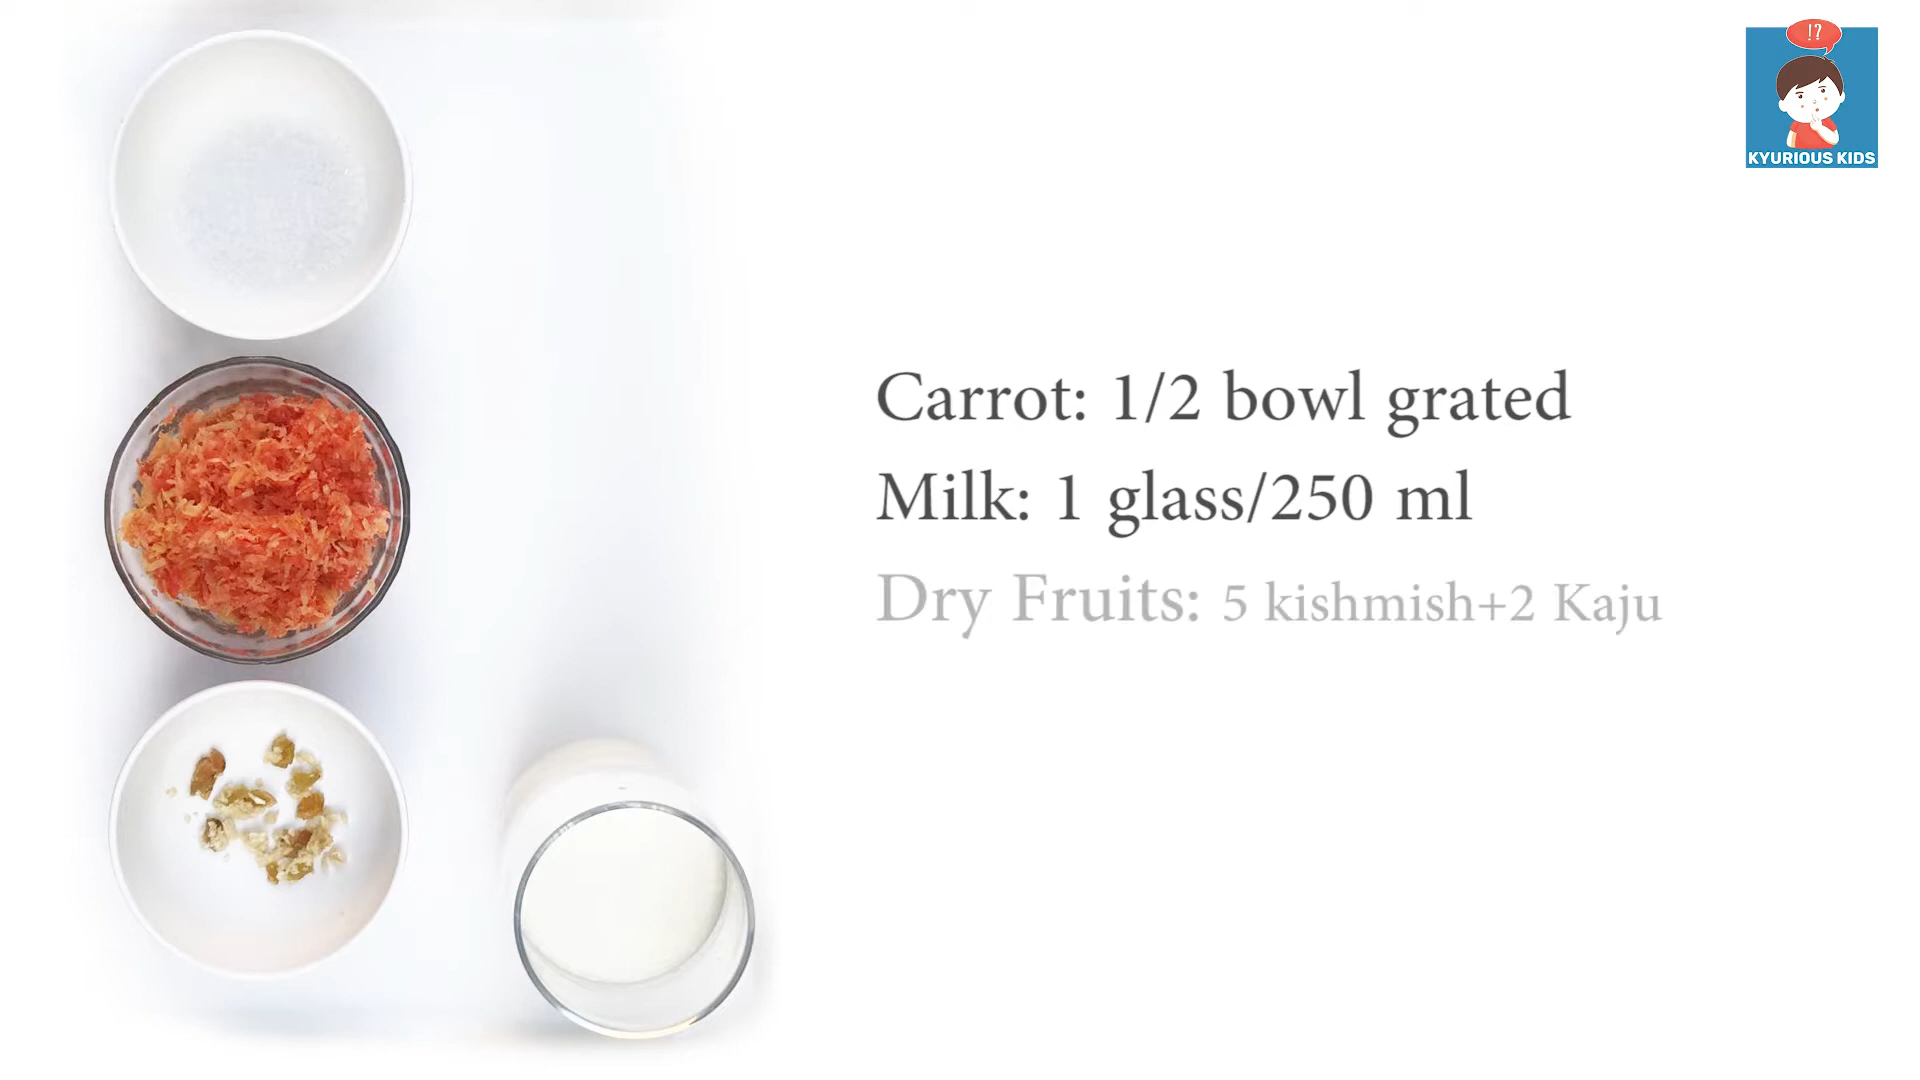 !?
KYURIOUS KIDS
Carrot: 1/2 bowl grated
Milk: 1 glass/250 ml
Dry Fruits: 5 kishmish+2 Kaju